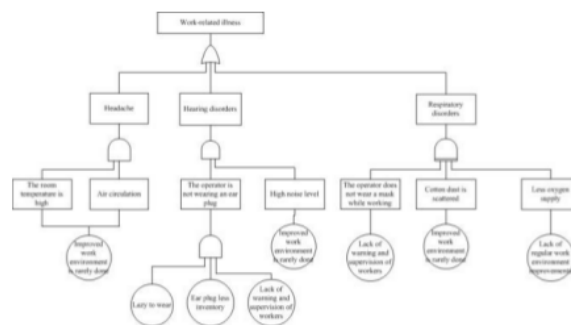 Work-related illness
Headache
Hearing disorders
Respiratory
disorders
The room
temperature is
high
Air circulation
The operator is
not wearing an ear
plug
High noise level
The operator does
not wear a mask
while working
Cotton dust is
scattered
Less oxygen
supply
Improved
work
environment
is rarely done
Lazy to wear
Ear plug less
inventory
Lack of
warning and
supervision of
workers
Improved
work
environment
is rarely done
Lack of
warning and
supervision of
workers
Improved
work
environment
is rarely done
Lack of
regular work
environment
improvements